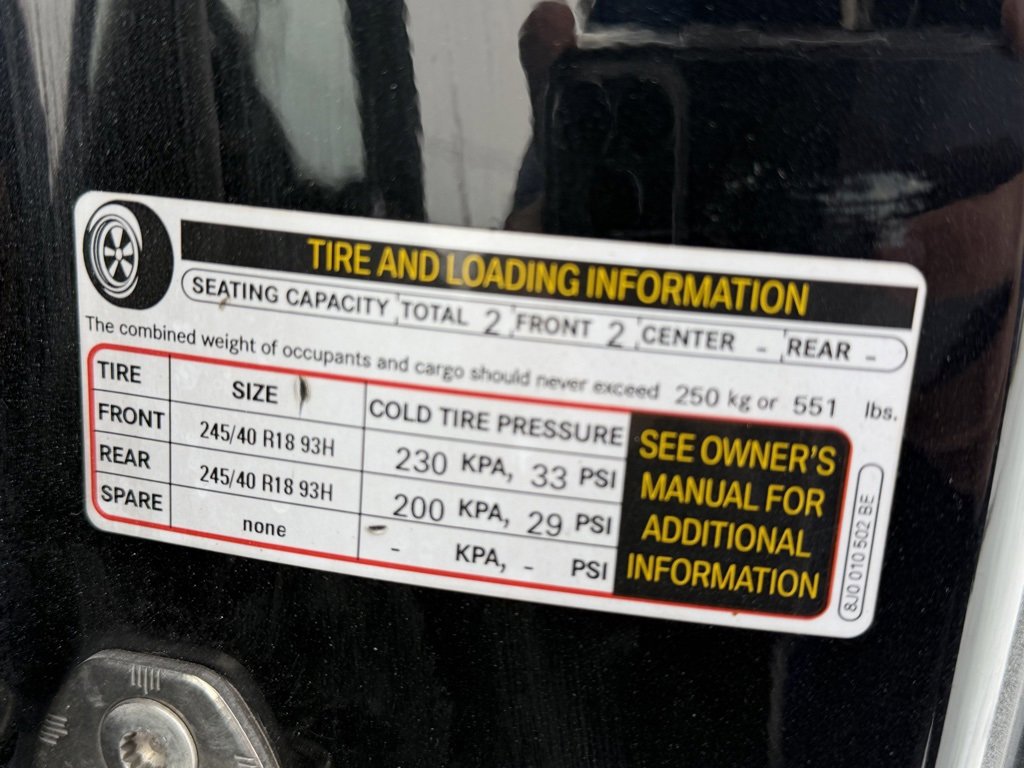 TIRE AND LOADING INFORMATION
SEATING CAPACITY TOTAL 2 FRONT 2 CENTER - REAR -
The combined weight of occupants and cargo should never exceed 250 kg or 551 lbs.
TIRE SIZE COLD TIRE PRESSURE
FRONT 245/40 R18 93H 230 KPA, 33 PSI
REAR 245/40 R18 93H 200 KPA, 29 PSI
SPARE none - KPA, - PSI
SEE OWNER'S
MANUAL FOR
ADDITIONAL
INFORMATION
8J0 010 502 BE